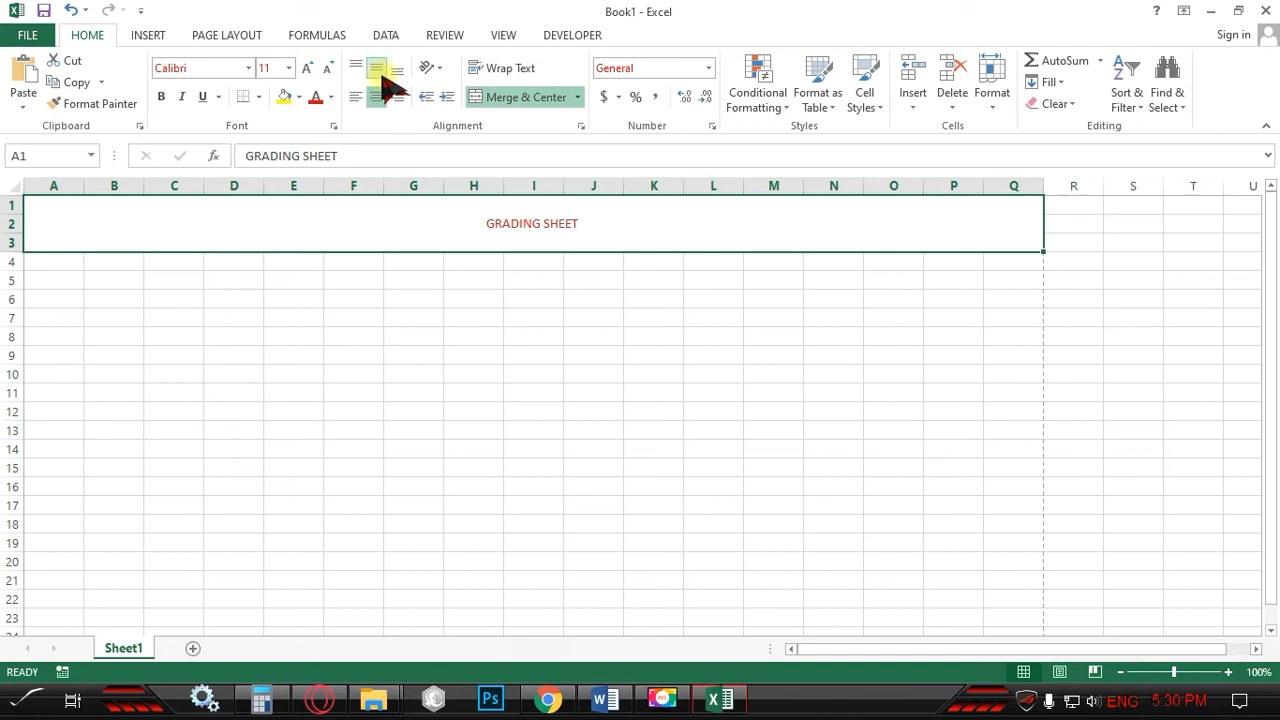 Book1 - Excel
?
FILE HOME INSERT PAGE LAYOUT FORMULAS DATA REVIEW VIEW DEVELOPER Sign in
Paste Cut Copy Format Painter
Clipboard
Calibri 11 A A
B I U A
Font
Wrap Text
Merge & Center
Alignment
General
$ % ,
Number
Conditional Formatting Format as Table Cell Styles
Styles
Insert Delete Format
Cells
AutoSum
Fill
Clear
Sort & Filter Find & Select
Editing
A1 fx GRADING SHEET
A B C D E F G H I J K L M N O P Q R S T U
1
2 GRADING SHEET
3
4
5
6
7
8
9
10
11
12
13
14
15
16
17
18
19
20
21
22
23
Sheet1
READY 100%
Ps ENG 5:30 PM